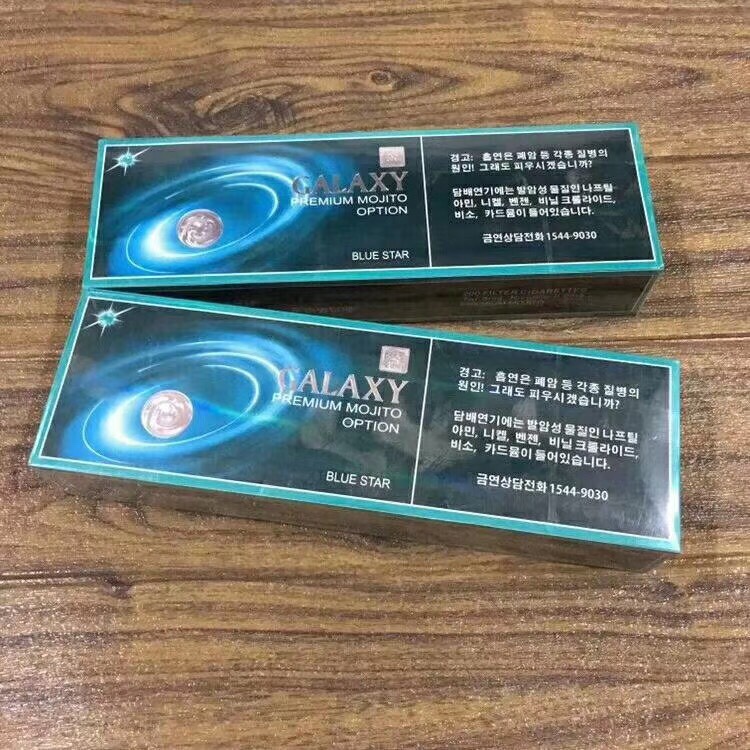 GALAXY
PREMIUM MOJITO
OPTION
BLUE STAR
경고: 흡연은 폐암 등 각종 질병의
원인! 그래도 피우시겠습니까?
담배연기에는 발암성 물질인 나프틸
아민, 니켈, 벤젠, 비닐 크롤라이드,
비소, 카드뮴이 들어있습니다.
금연상담전화 1544-9030
200 FILTER CIGARETTES
GALAXY
PREMIUM MOJITO
OPTION
BLUE STAR
경고: 흡연은 폐암 등 각종 질병의
원인! 그래도 피우시겠습니까?
담배연기에는 발암성 물질인 나프틸
아민, 니켈, 벤젠, 비닐 크롤라이드,
비소, 카드뮴이 들어있습니다.
금연상담전화 1544-9030